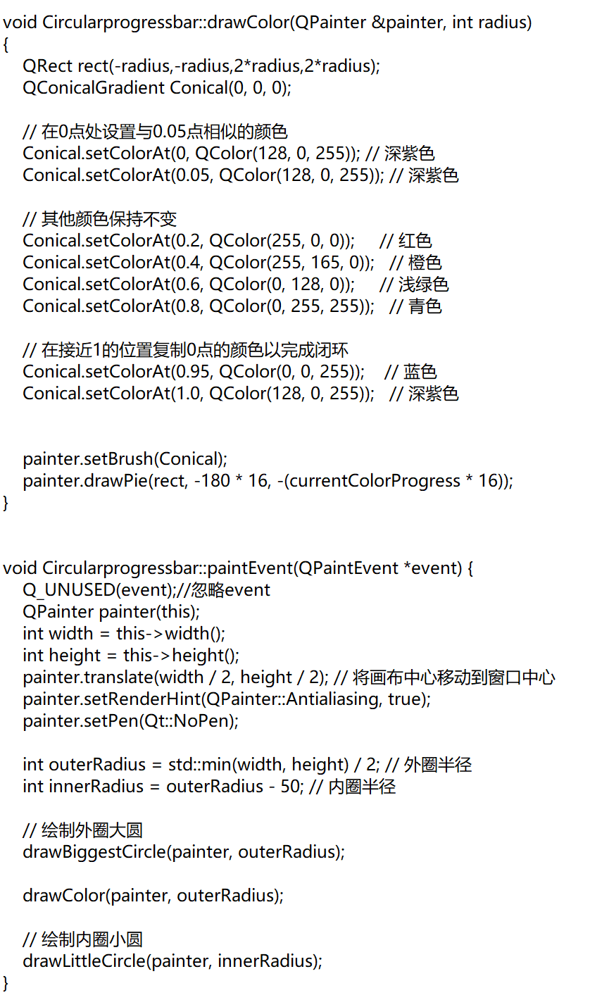 void Circularprogressbar::drawColor(QPainter &painter, int radius)
{
    QRect rect(-radius,-radius,2*radius,2*radius);
    QConicalGradient Conical(0, 0, 0);

    // 在0点处设置与0.05点相似的颜色
    Conical.setColorAt(0, QColor(128, 0, 255)); // 深紫色
    Conical.setColorAt(0.05, QColor(128, 0, 255)); // 深紫色

    // 其他颜色保持不变
    Conical.setColorAt(0.2, QColor(255, 0, 0));     // 红色
    Conical.setColorAt(0.4, QColor(255, 165, 0));   // 橙色
    Conical.setColorAt(0.6, QColor(0, 128, 0));     // 浅绿色
    Conical.setColorAt(0.8, QColor(0, 255, 255));   // 青色

    // 在接近1的位置复制0点的颜色以完成闭环
    Conical.setColorAt(0.95, QColor(0, 0, 255));    // 蓝色
    Conical.setColorAt(1.0, QColor(128, 0, 255));   // 深紫色


    painter.setBrush(Conical);
    painter.drawPie(rect, -180 * 16, -(currentColorProgress * 16));
}


void Circularprogressbar::paintEvent(QPaintEvent *event) {
    Q_UNUSED(event);//忽略event
    QPainter painter(this);
    int width = this->width();
    int height = this->height();
    painter.translate(width / 2, height / 2); // 将画布中心移动到窗口中心
    painter.setRenderHint(QPainter::Antialiasing, true);
    painter.setPen(Qt::NoPen);

    int outerRadius = std::min(width, height) / 2; // 外圈半径
    int innerRadius = outerRadius - 50; // 内圈半径

    // 绘制外圈大圆
    drawBiggestCircle(painter, outerRadius);

    drawColor(painter, outerRadius);

    // 绘制内圈小圆
    drawLittleCircle(painter, innerRadius);
}